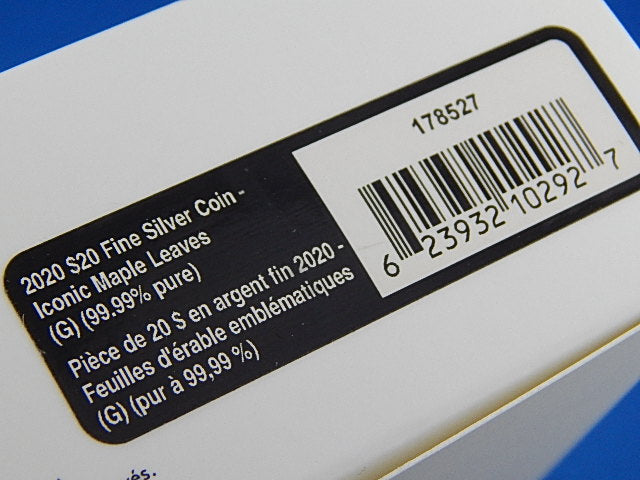 2020 $20 Fine Silver Coin -
Iconic Maple Leaves
(G) (99.99% pure)
Pièce de 20 $ en argent fin 2020 -
Feuilles d'érable emblématiques
(G) (pur à 99,99 %)
178527
6 23932 10292 7